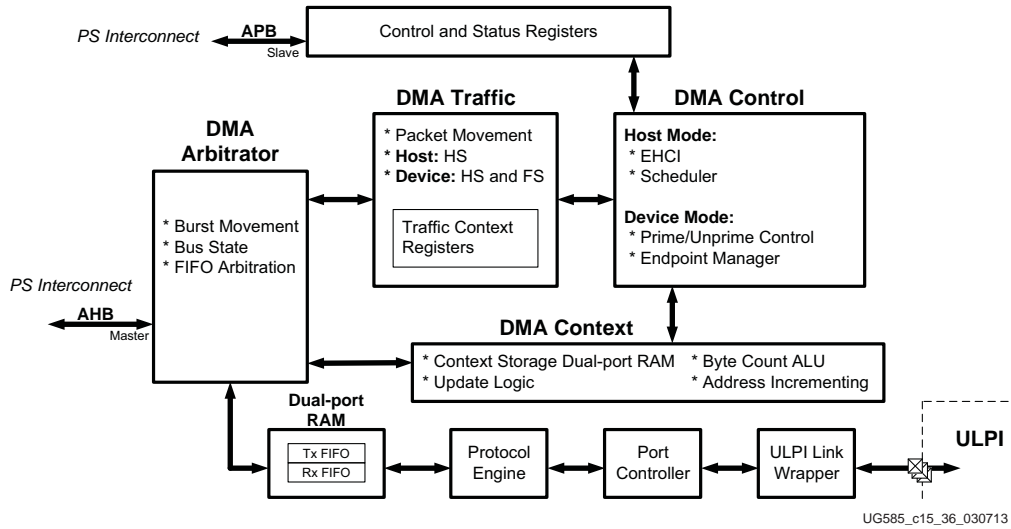 PS Interconnect
APB
Slave
Control and Status Registers
DMA Traffic
* Packet Movement
* Host: HS
* Device: HS and FS
Traffic Context
Registers
DMA Control
Host Mode:
* EHCI
* Scheduler
Device Mode:
* Prime/Unprime Control
* Endpoint Manager
DMA
Arbitrator
* Burst Movement
* Bus State
* FIFO Arbitration
PS Interconnect
AHB
Master
DMA Context
* Context Storage Dual-port RAM
* Update Logic
* Byte Count ALU
* Address Incrementing
Dual-port
RAM
Tx FIFO
Rx FIFO
Protocol
Engine
Port
Controller
ULPI Link
Wrapper
ULPI
UG585_c15_36_030713